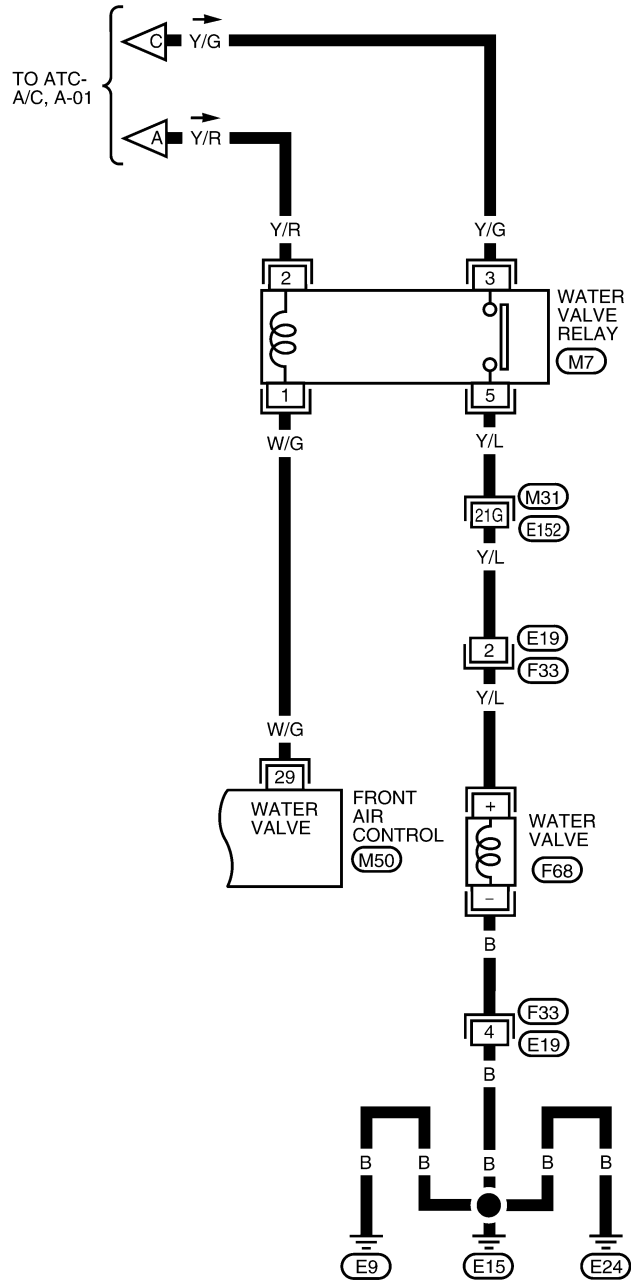 C
Y/G
TO ATC-
A/C, A-01
A
Y/R
Y/R
Y/G
2
3
WATER
VALVE
RELAY
M7
1
5
W/G
Y/L
M31
21G
E152
Y/L
E19
2
F33
Y/L
W/G
29
WATER
VALVE
FRONT
AIR
CONTROL
M50
+
WATER
VALVE
F68
–
B
F33
4
E19
B
B
B
B
B
B
E9
E15
E24